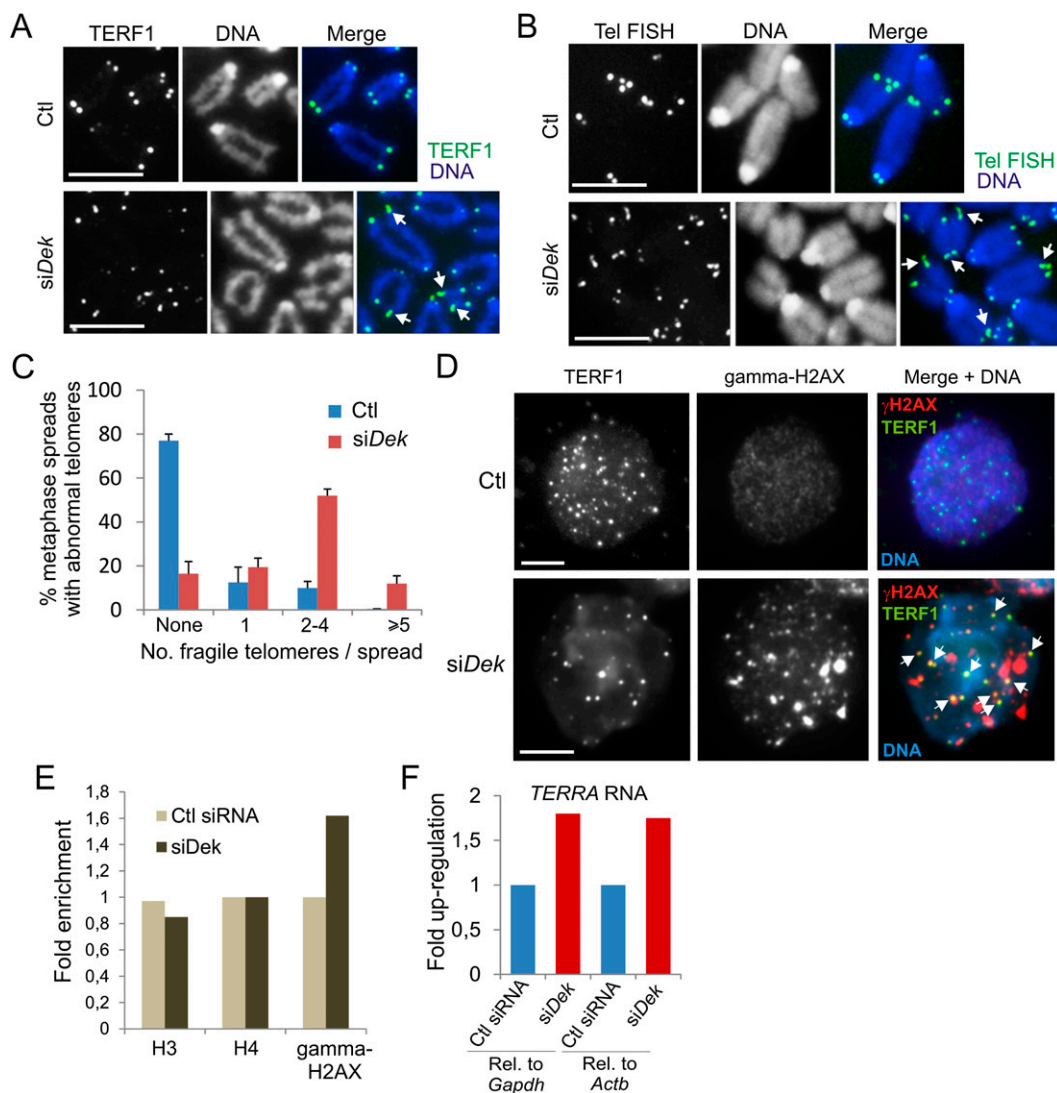 A
TERF1 DNA Merge
Ctl
TERF1
DNA
siDek
B
Tel FISH DNA Merge
Ctl
Tel FISH
DNA
siDek
C
% metaphase spreads
with abnormal telomeres
100
80
60
40
20
0
Ctl
siDek
None 1 2-4 ⩾5
No. fragile telomeres / spread
D
TERF1 gamma-H2AX Merge + DNA
Ctl
γH2AX
TERF1
DNA
siDek
γH2AX
TERF1
DNA
E
Fold enrichment
1,8
1,6
1,4
1,2
1
0,8
0,6
0,4
0,2
0
Ctl siRNA
siDek
H3 H4 gamma-
H2AX
F
TERRA RNA
Fold up-regulation
2
1,5
1
0,5
0
Ctl siRNA
siDek
Ctl siRNA
siDek
Rel. to
Gapdh
Rel. to
Actb